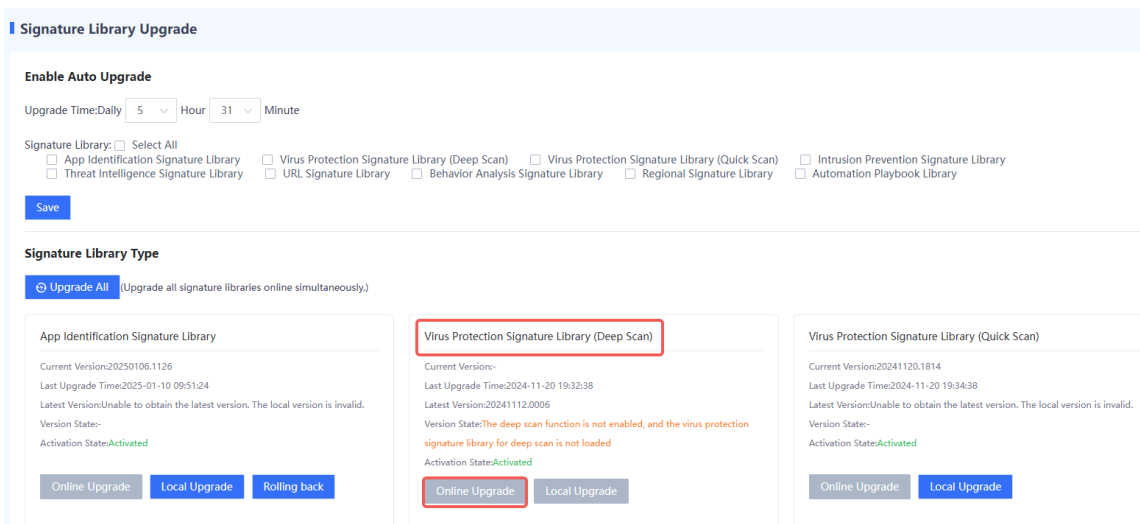 Signature Library Upgrade
Enable Auto Upgrade
Upgrade Time:Daily 5 Hour 31 Minute
Signature Library: Select All
App Identification Signature Library Virus Protection Signature Library (Deep Scan) Virus Protection Signature Library (Quick Scan) Intrusion Prevention Signature Library
Threat Intelligence Signature Library URL Signature Library Behavior Analysis Signature Library Regional Signature Library Automation Playbook Library
Save
Signature Library Type
Upgrade All (Upgrade all signature libraries online simultaneously.)
App Identification Signature Library
Current Version:20250106.1126
Last Upgrade Time:2025-01-10 09:51:24
Latest Version:Unable to obtain the latest version. The local version is invalid.
Version State:-
Activation State:Activated
Online Upgrade Local Upgrade Rolling back
Virus Protection Signature Library (Deep Scan)
Current Version:-
Last Upgrade Time:2024-11-20 19:32:38
Latest Version:20241112.0006
Version State:The deep scan function is not enabled, and the virus protection
signature library for deep scan is not loaded
Activation State:Activated
Online Upgrade Local Upgrade
Virus Protection Signature Library (Quick Scan)
Current Version:20241120.1814
Last Upgrade Time:2024-11-20 19:34:38
Latest Version:Unable to obtain the latest version. The local version is invalid.
Version State:-
Activation State:Activated
Online Upgrade Local Upgrade